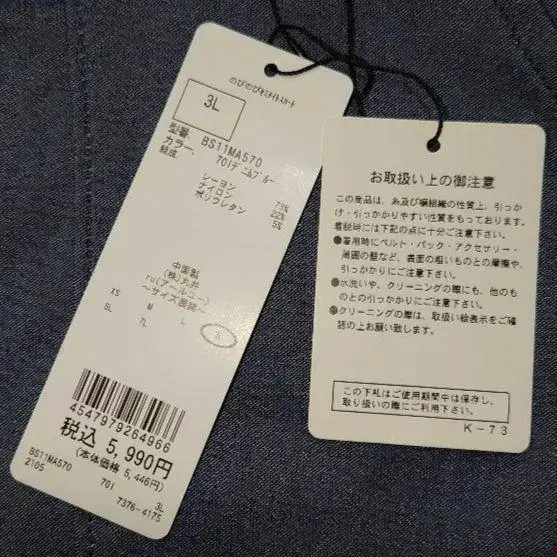 のびのびセミタイトスカート
3L
型番. BS11MA570
カラー. 701デニムブルー
組成.
レーヨン 73%
ナイロン 22%
ポリウレタン 5%
中国製
(株)丸井
ru(アールユー)
～サイズ展開～
XS M L
5L 7L
4547979264966
税込 5,990円
(本体価格 5,446円)
BS11MA570 701 3L
2105 7376-4175
お取扱い上の御注意
この商品は、糸及び編組織の性質上、引っか
け・引っかかりやすい性質をもっております。
着用時には下記の点に十分ご注意下さい。
●着用時にベルト・バック・アクセサリー・
周囲の壁など、表面の粗いものとの摩擦や、
引っかかりにご注意下さい。
●水洗いや、クリーニングの際にも、他のも
のとの引っかかりにご注意下さい。
●クリーニングの際は、取扱い絵表示をご確
認の上お願い致します。
この下札はご使用期間中は保存し、
取り扱いの際にご利用下さい。
K-73